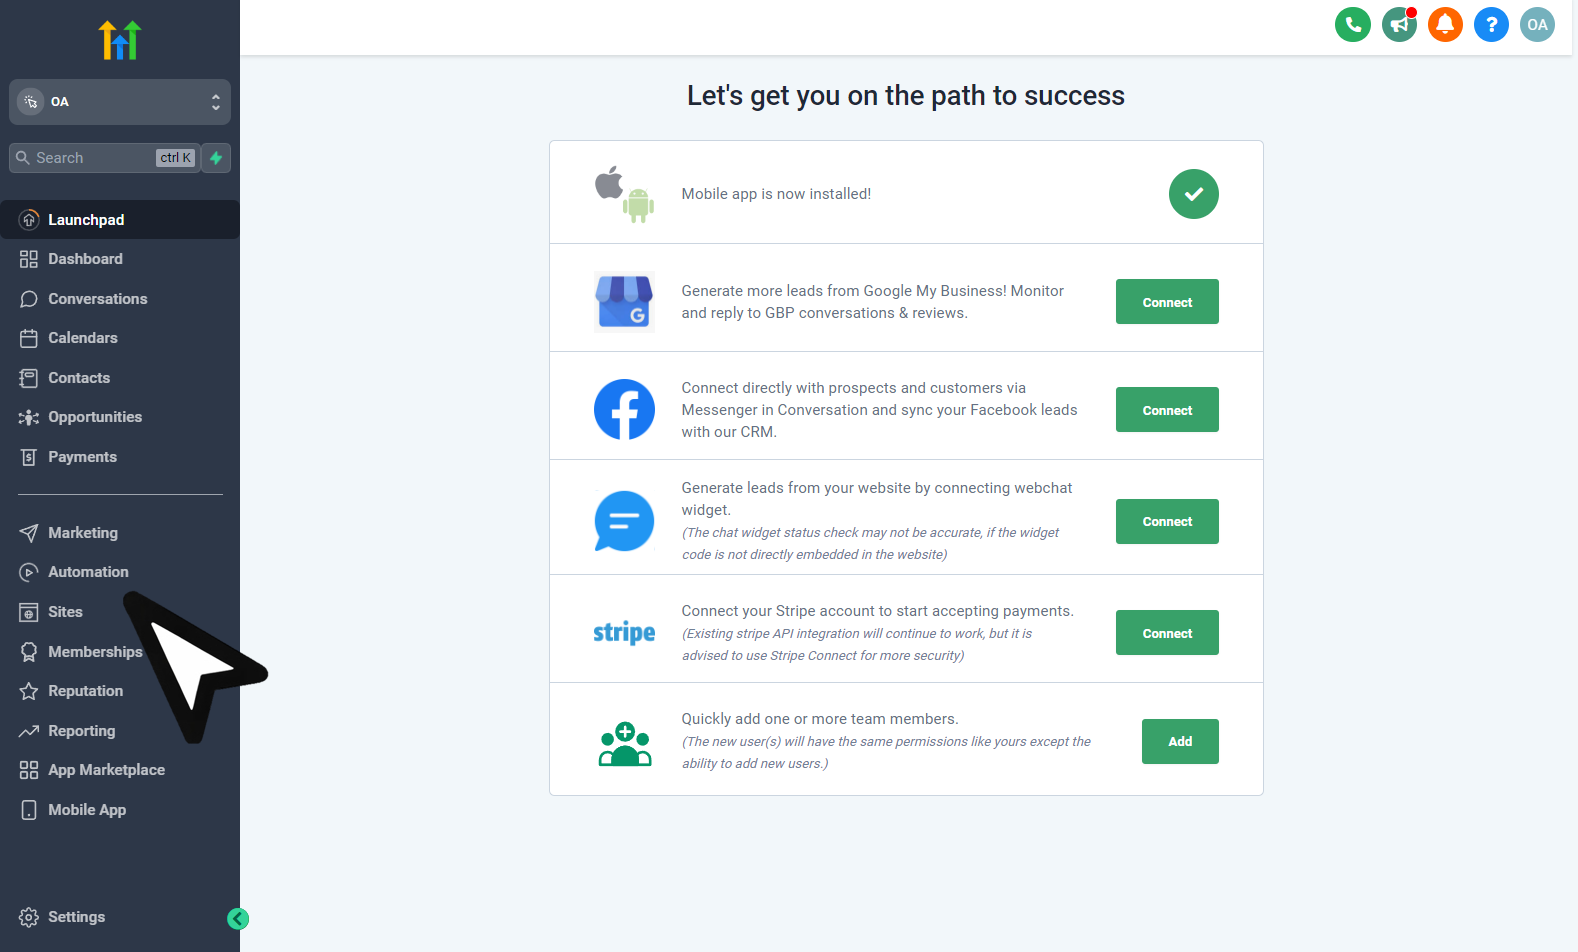 OA
Search
ctrl K
Launchpad
Dashboard
Conversations
Calendars
Contacts
Opportunities
Payments
Marketing
Automation
Sites
Memberships
Reputation
Reporting
App Marketplace
Mobile App
Settings
?
OA
Let's get you on the path to success
Mobile app is now installed!
Generate more leads from Google My Business! Monitor
and reply to GBP conversations & reviews.
Connect
Connect directly with prospects and customers via
Messenger in Conversation and sync your Facebook leads
with our CRM.
Connect
Generate leads from your website by connecting webchat
widget.
(The chat widget status check may not be accurate, if the widget
code is not directly embedded in the website)
Connect
stripe
Connect your Stripe account to start accepting payments.
(Existing stripe API integration will continue to work, but it is
advised to use Stripe Connect for more security)
Connect
Quickly add one or more team members.
(The new user(s) will have the same permissions like yours except the
ability to add new users.)
Add